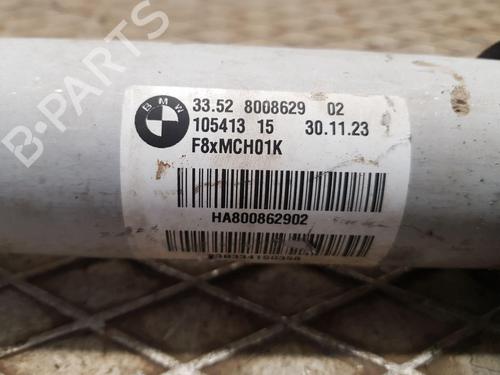 BMW
33.52 8008629 02
105413 15 30.11.23
F8xMCH01K
HA800862902
B-PARTS